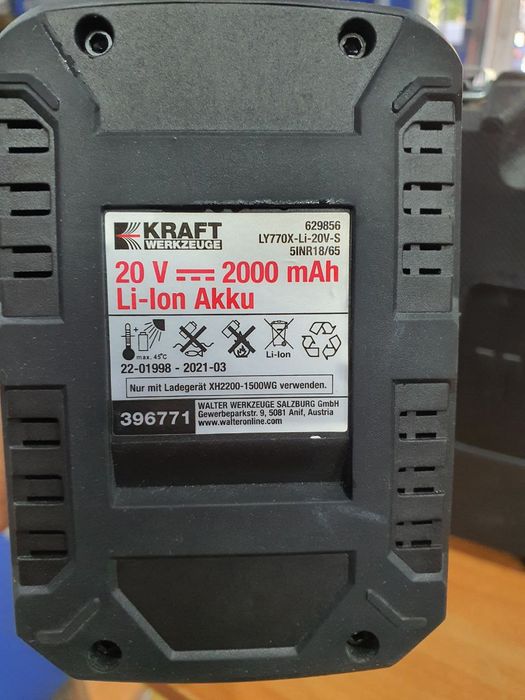 KRAFT
WERKZEUGE
629856
LY770X-Li-20V-S
5INR18/65
20 V ⎓ 2000 mAh
Li-Ion Akku
max. 45°C
Li-Ion
22-01998 - 2021-03
Nur mit Ladegerät XH2200-1500WG verwenden.
396771
WALTER WERKZEUGE SALZBURG GmbH
Gewerbeparkstr. 9, 5081 Anif, Austria
www.walteronline.com